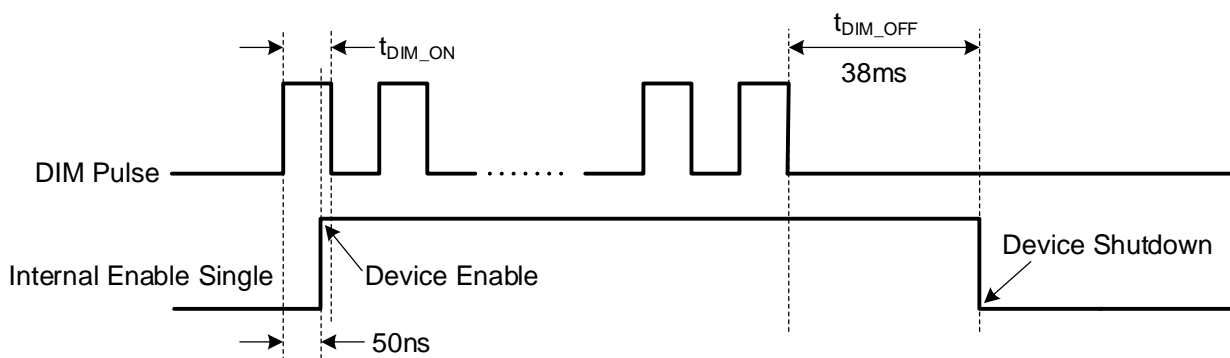 t_DIM_ON
t_DIM_OFF
38ms
DIM Pulse
Device Shutdown
Internal Enable Single
Device Enable
50ns